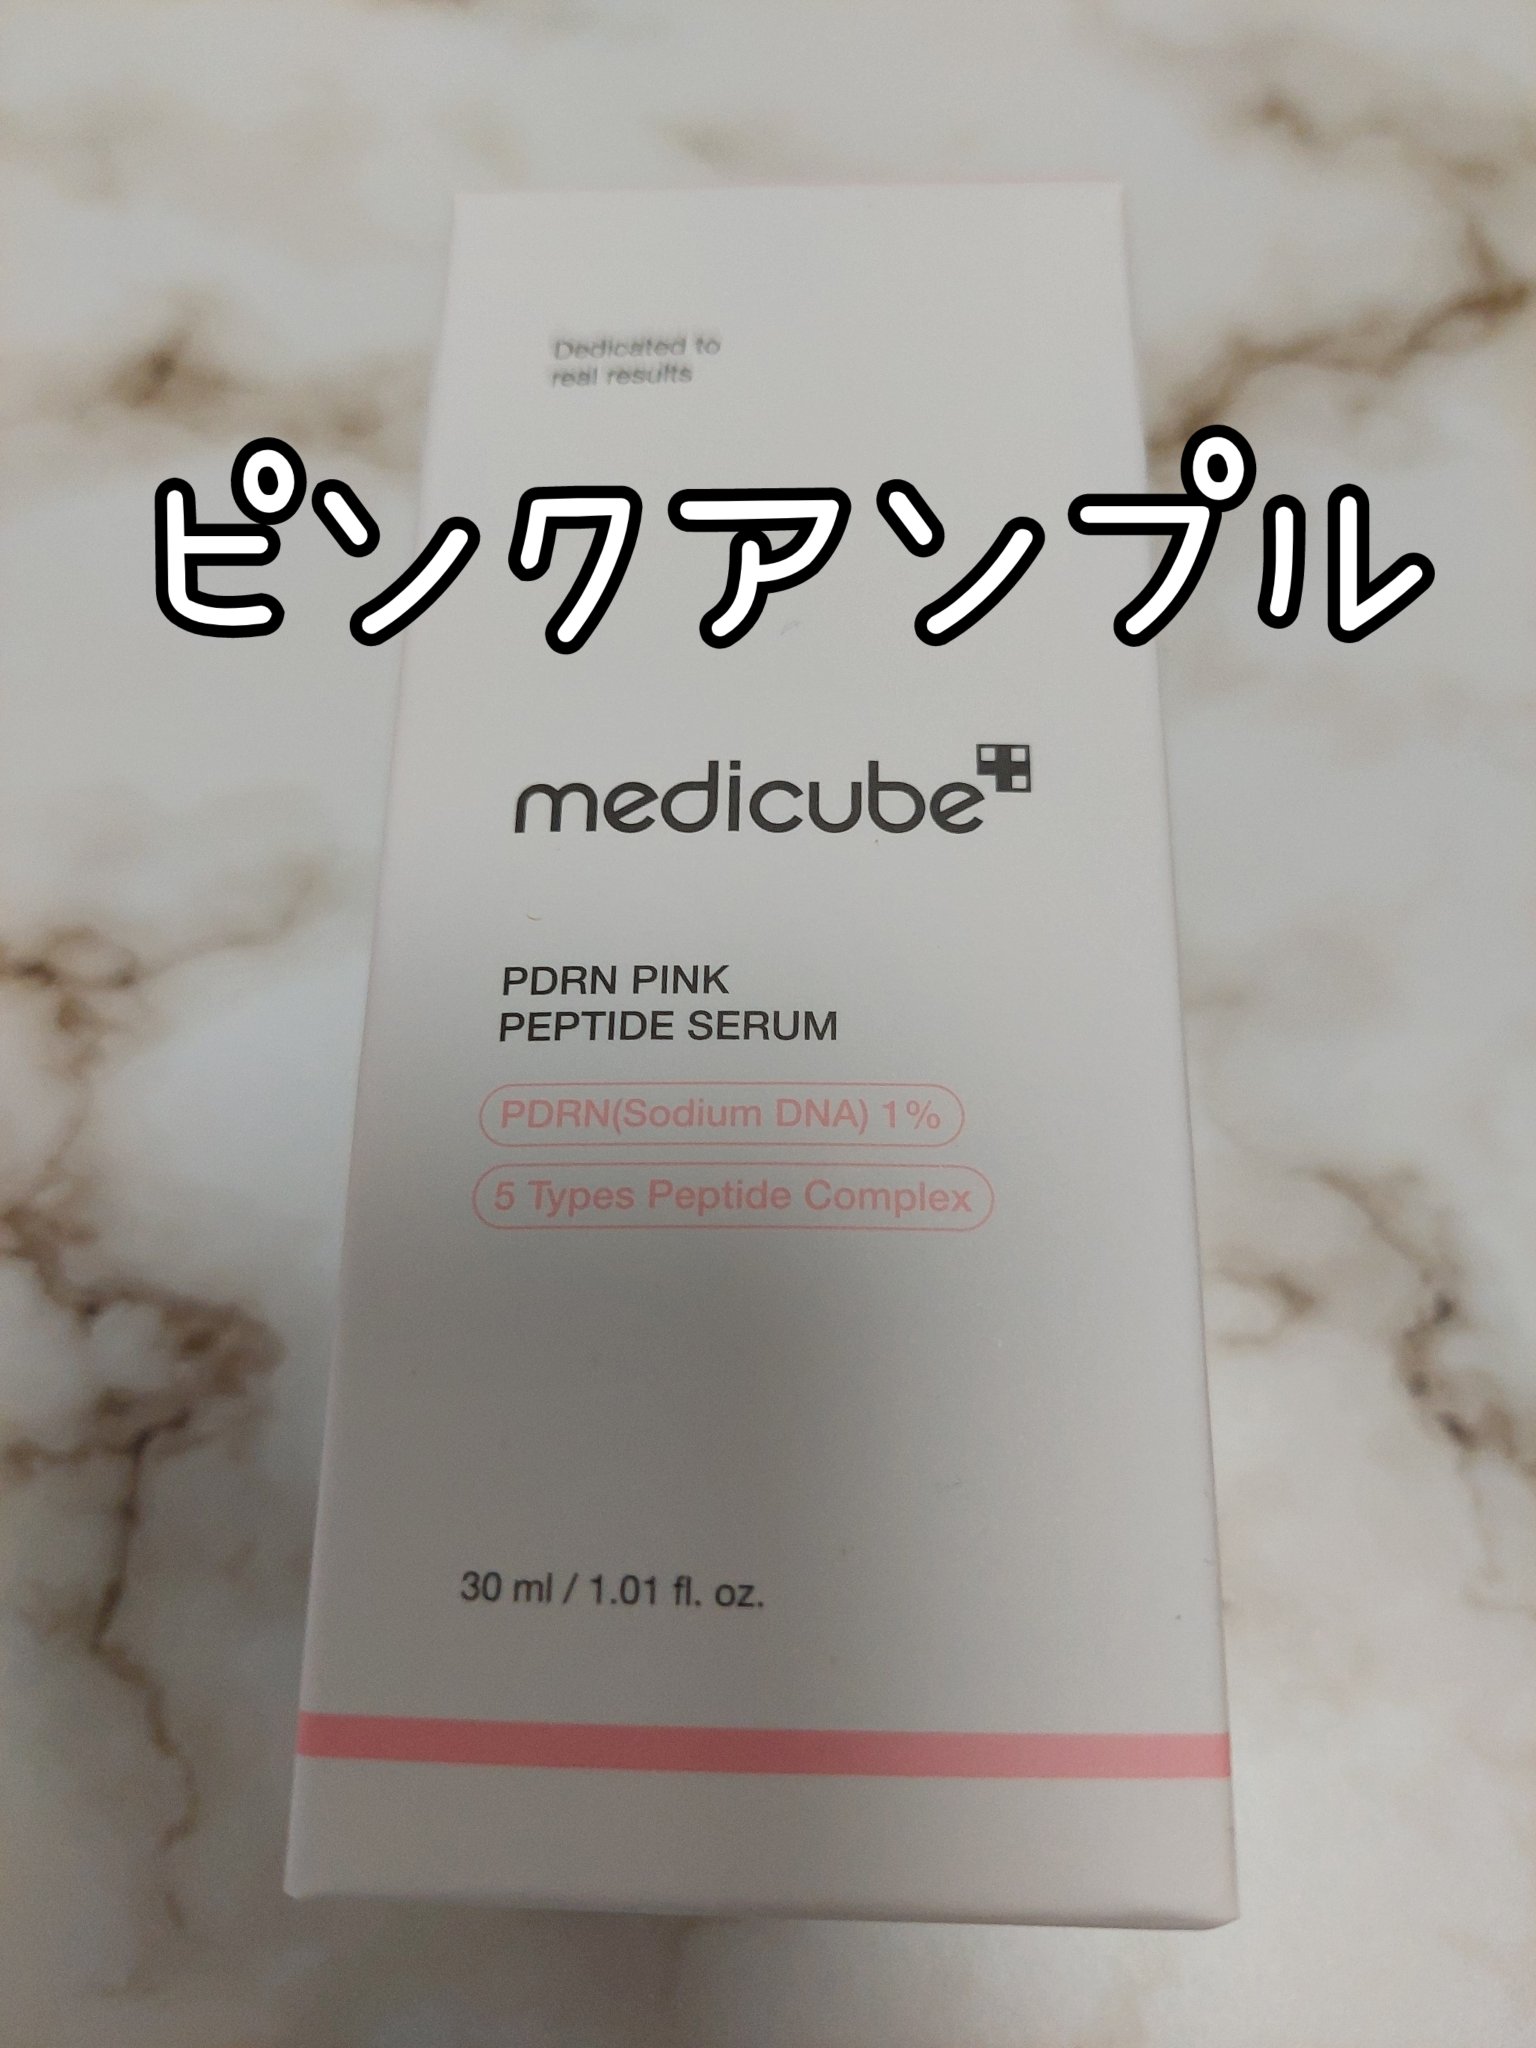 Dedicated to
real results
ピンクアンプル
medicube
PDRN PINK
PEPTIDE SERUM
PDRN(Sodium DNA) 1%
5 Types Peptide Complex
30 ml / 1.01 fl. oz.